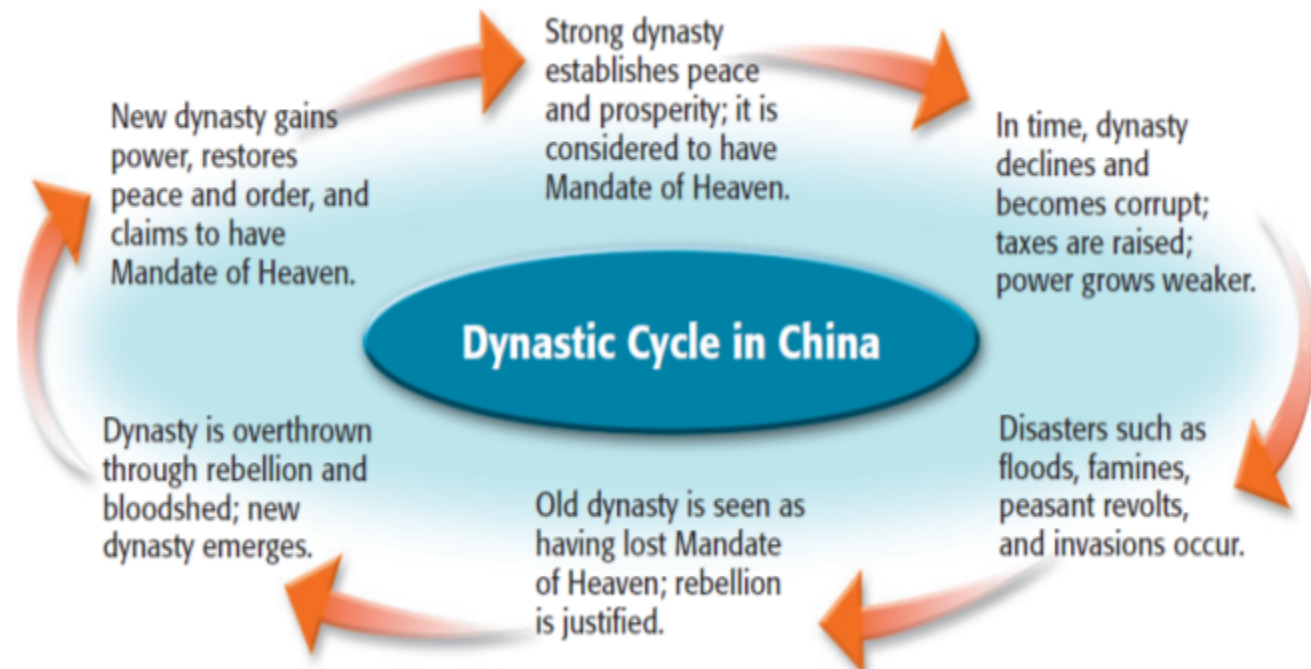 Strong dynasty
establishes peace
and prosperity; it is
considered to have
Mandate of Heaven.
In time, dynasty
declines and
becomes corrupt;
taxes are raised;
power grows weaker.
Disasters such as
floods, famines,
peasant revolts,
and invasions occur.
Old dynasty is seen as
having lost Mandate
of Heaven; rebellion
is justified.
Dynasty is overthrown
through rebellion and
bloodshed; new
dynasty emerges.
New dynasty gains
power, restores
peace and order, and
claims to have
Mandate of Heaven.
Dynastic Cycle in China